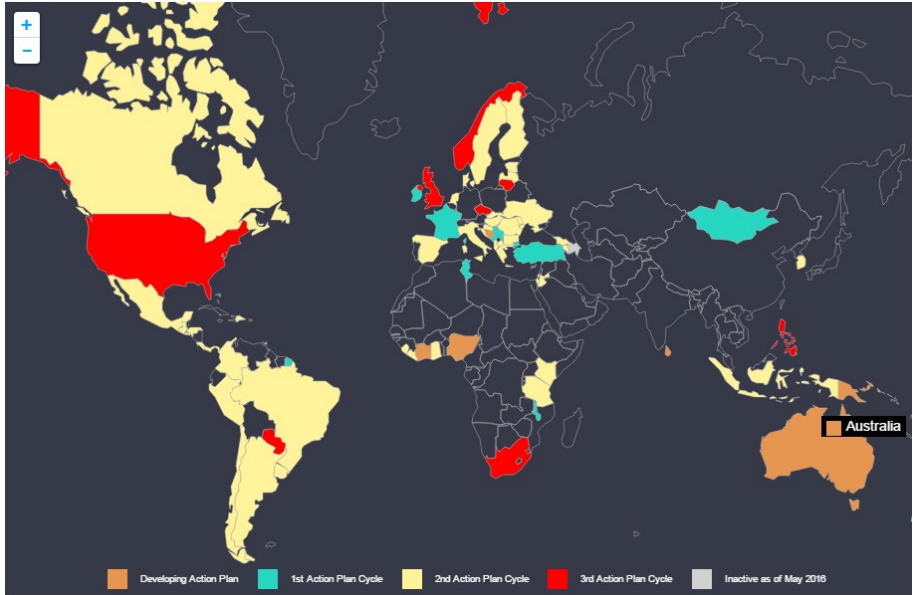 +
−
Australia
Developing Action Plan
1st Action Plan Cycle
2nd Action Plan Cycle
3rd Action Plan Cycle
Inactive as of May 2016